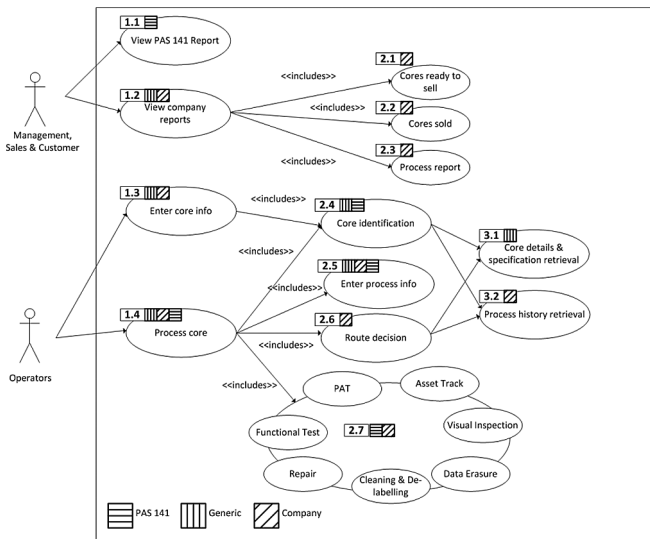 1.1
View PAS 141 Report
1.2
View company
reports
Management,
Sales & Customer
<<includes>>
2.1
Cores ready to
sell
<<includes>>
2.2
Cores sold
<<includes>>
2.3
Process report
1.3
Enter core info
<<includes>>
2.4
Core identification
<<includes>>
3.1
Core details &
specification retrieval
2.5
Enter process info
<<includes>>
3.2
Process history retrieval
1.4
Process core
2.6
Route decision
<<includes>>
Operators
<<includes>>
PAT
Asset Track
Functional Test
2.7
Visual Inspection
Repair
Cleaning & De-
labelling
Data Erasure
PAS 141
Generic
Company